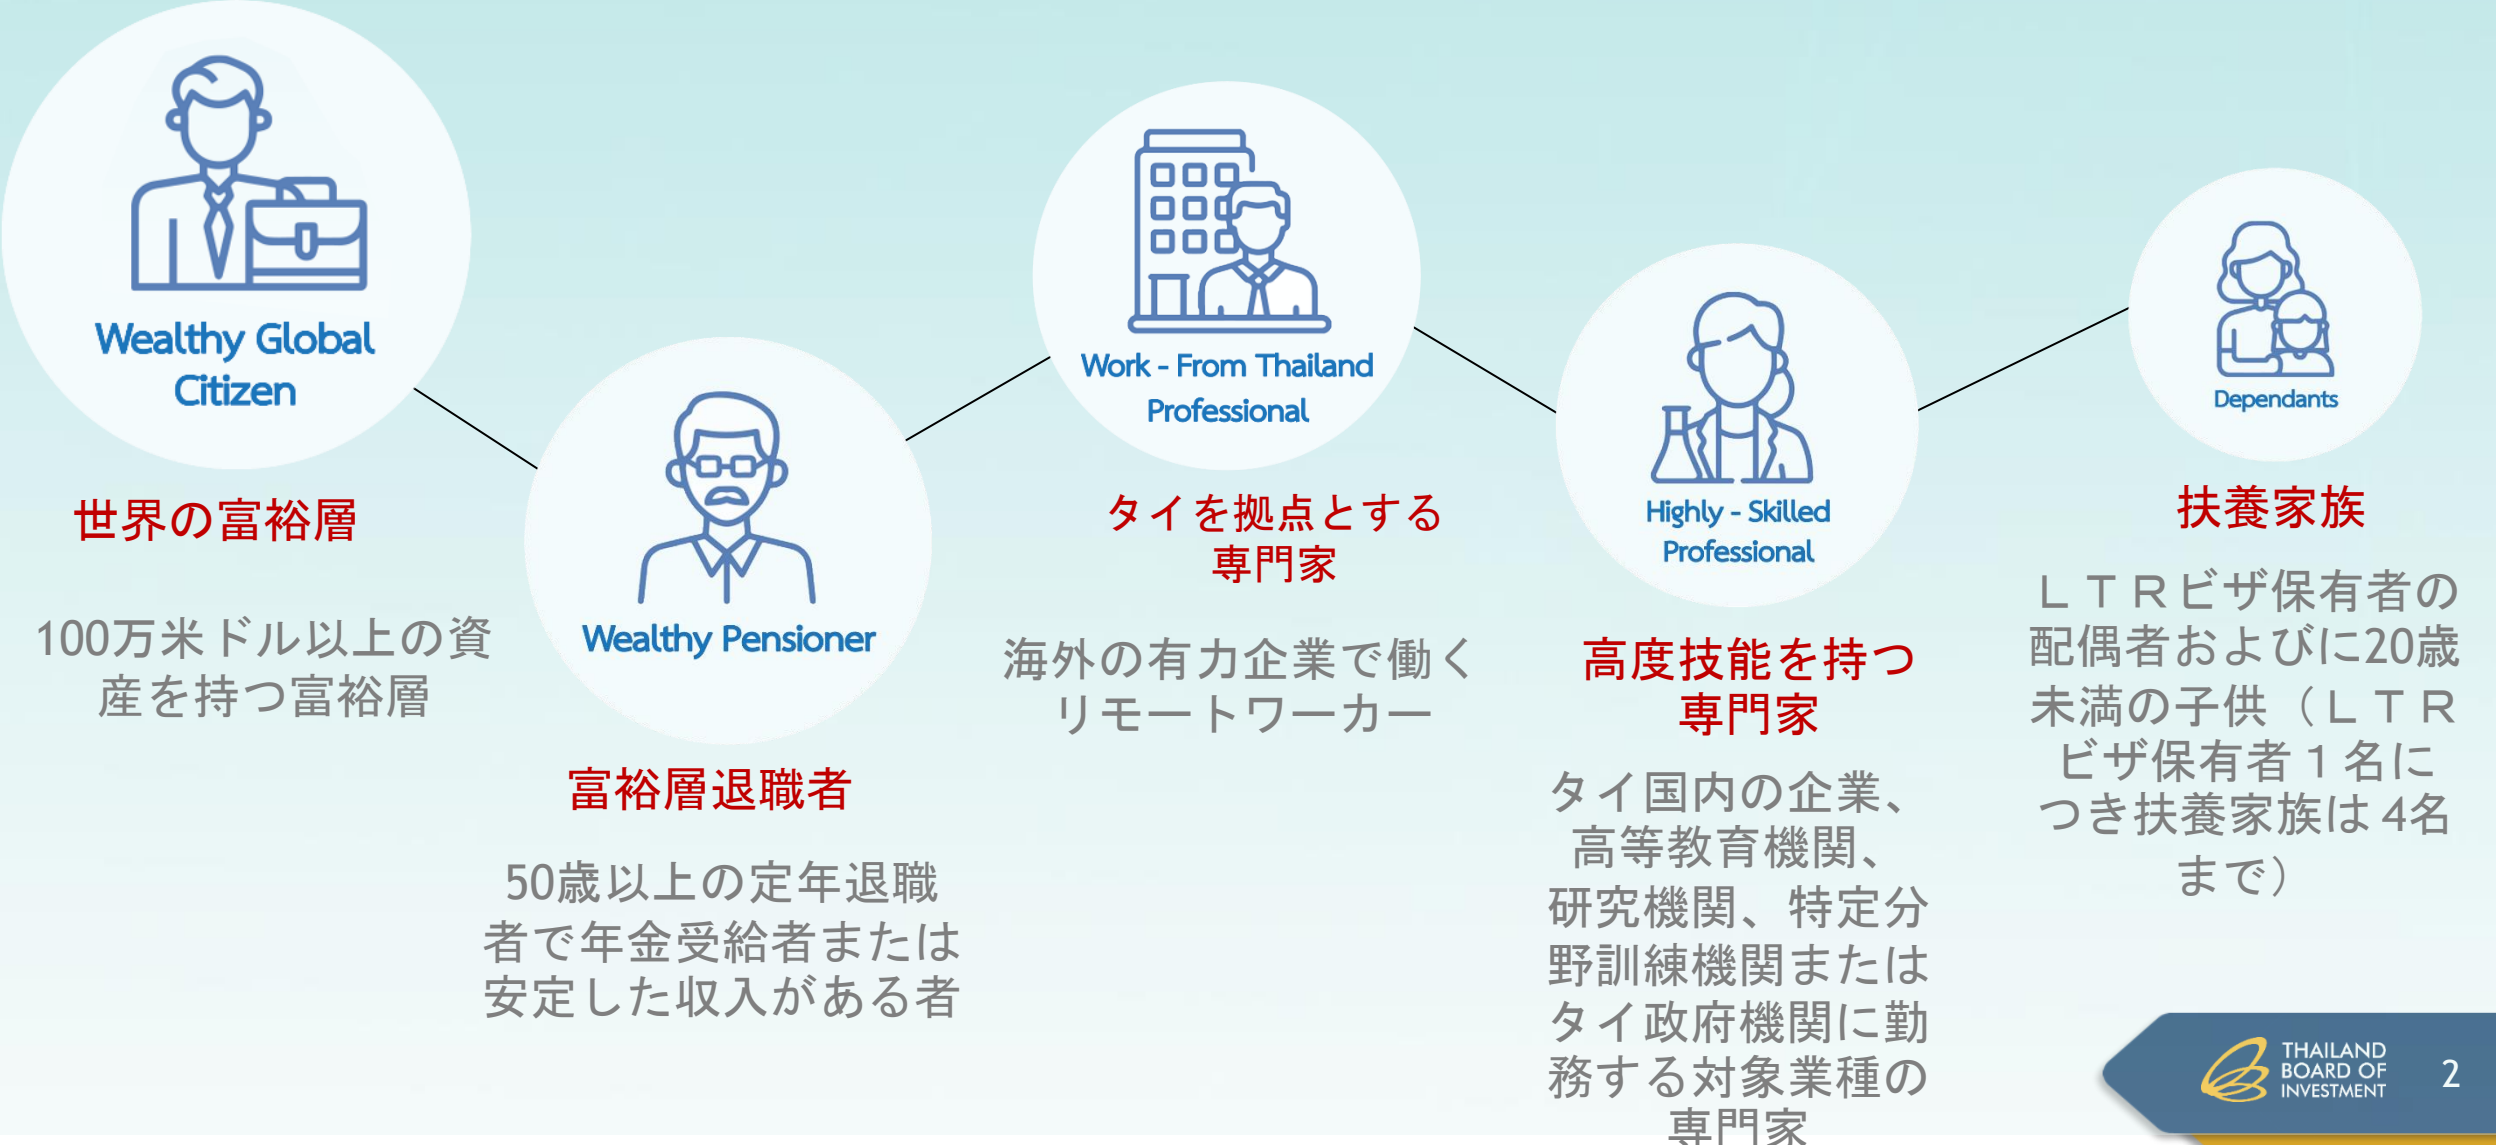 Wealthy Global
Citizen
世界の富裕層
100万米ドル以上の資
産を持つ富裕層
Wealthy Pensioner
富裕層退職者
50歳以上の定年退職
者で年金受給者または
安定した収入がある者
Work - From Thailand
Professional
タイを拠点とする
専門家
海外の有力企業で働く
リモートワーカー
Highly - Skilled
Professional
高度技能を持つ
専門家
タイ国内の企業、
高等教育機関、
研究機関、特定分
野訓練機関または
タイ政府機関に勤
務する対象業種の
専門家
Dependants
扶養家族
ＬＴＲビザ保有者の
配偶者およびに20歳
未満の子供（ＬＴＲ
ビザ保有者１名に
つき扶養家族は4名
まで）
THAILAND
BOARD OF
INVESTMENT
2